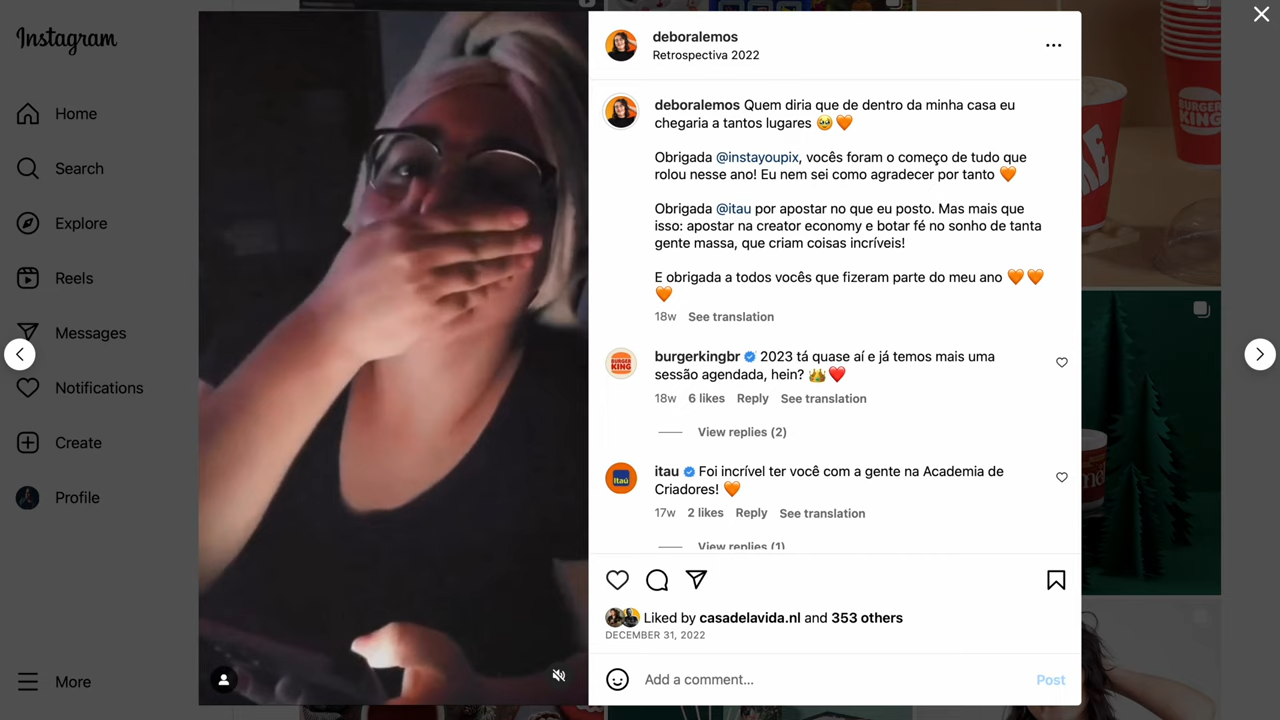 Instagram
Home
Search
Explore
Reels
Messages
Notifications
Create
Profile
More
deboralemos
Retrospectiva 2022
deboralemos Quem diria que de dentro da minha casa eu
chegaria a tantos lugares 🥹🧡
Obrigada @instayoupix, vocês foram o começo de tudo que
rolou nesse ano! Eu nem sei como agradecer por tanto 🧡
Obrigada @itau por apostar no que eu posto. Mas mais que
isso: apostar na creator economy e botar fé no sonho de tanta
gente massa, que criam coisas incríveis!
E obrigada a todos vocês que fizeram parte do meu ano 🧡🧡
🧡
18w See translation
BURGER
KING
burgerkingbr 2023 tá quase aí e já temos mais uma
sessão agendada, hein? 🤴❤️
18w 6 likes Reply See translation
View replies (2)
Itaú
itau Foi incrível ter você com a gente na Academia de
Criadores! 🧡
17w 2 likes Reply See translation
View replies (1)
Liked by casadelavida.nl and 353 others
DECEMBER 31, 2022
Add a comment...
Post
BURGER
KING